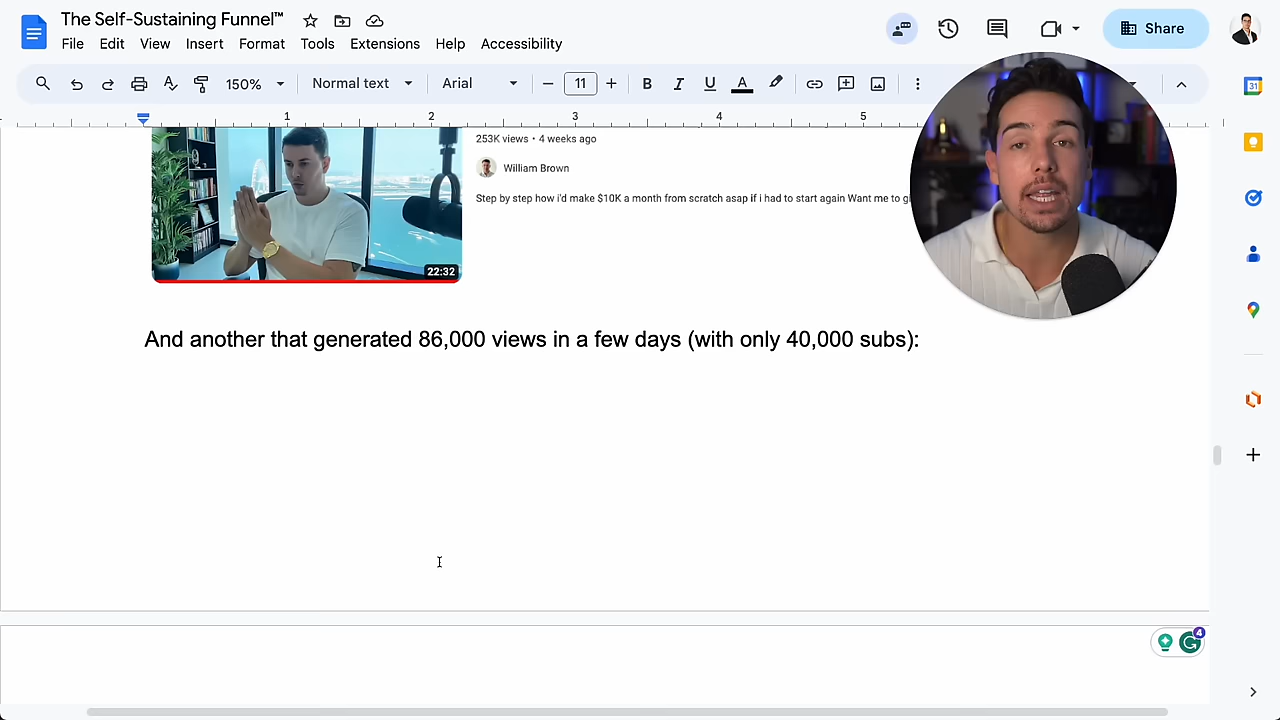 The Self-Sustaining Funnel™
File Edit View Insert Format Tools Extensions Help Accessibility
Share
150% Normal text Arial 11 B I U A
31
1 2 3 4 5
253K views • 4 weeks ago
William Brown
Step by step how i'd make $10K a month from scratch asap if i had to start again Want me to
22:32
And another that generated 86,000 views in a few days (with only 40,000 subs):
4